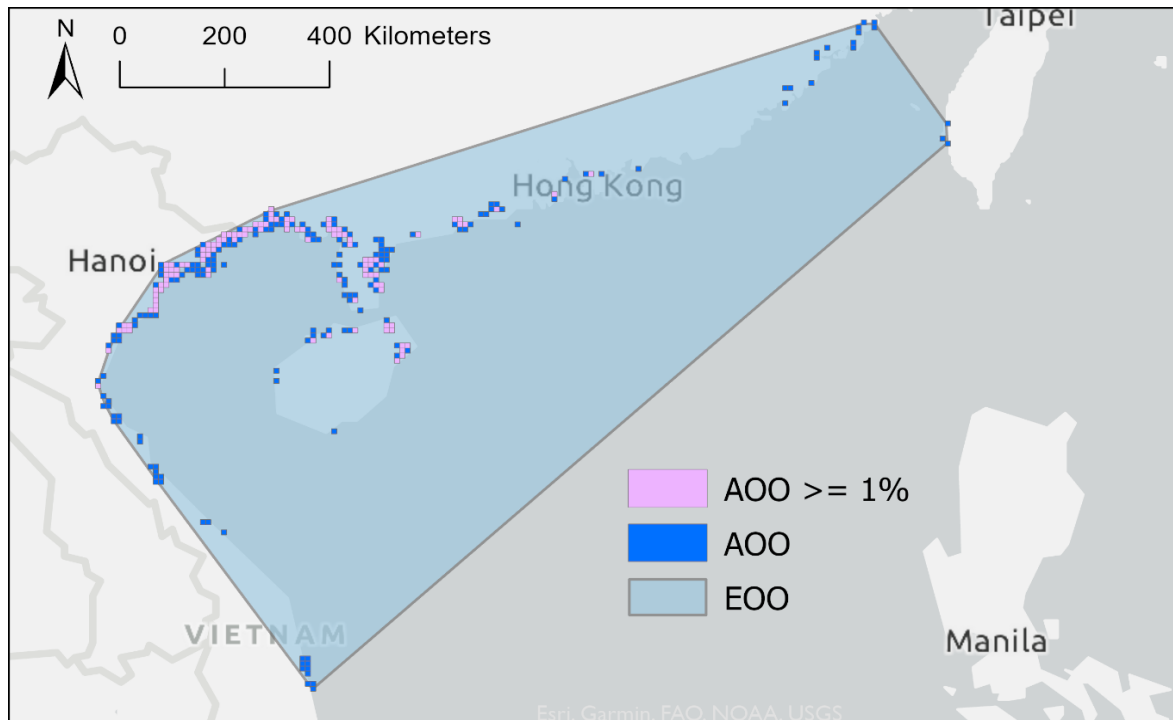 Taipei
N
0 200 400 Kilometers
Hong Kong
Hanoi
AOO >= 1%
AOO
EOO
VIETNAM
Manila
Esri, Garmin, FAO, NOAA, USGS